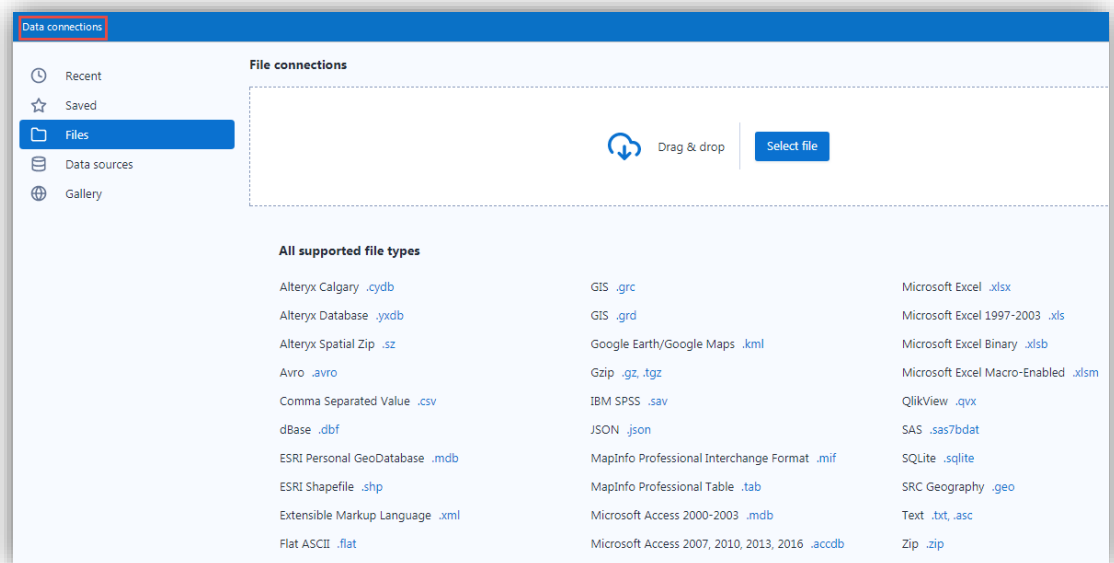 Data connections
Recent
Saved
Files
Data sources
Gallery
File connections
Drag & drop
Select file
All supported file types
Alteryx Calgary .cydb
Alteryx Database .yxdb
Alteryx Spatial Zip .sz
Avro .avro
Comma Separated Value .csv
dBase .dbf
ESRI Personal GeoDatabase .mdb
ESRI Shapefile .shp
Extensible Markup Language .xml
Flat ASCII .flat
GIS .grc
GIS .grd
Google Earth/Google Maps .kml
Gzip .gz, .tgz
IBM SPSS .sav
JSON .json
MapInfo Professional Interchange Format .mif
MapInfo Professional Table .tab
Microsoft Access 2000-2003 .mdb
Microsoft Access 2007, 2010, 2013, 2016 .accdb
Microsoft Excel .xlsx
Microsoft Excel 1997-2003 .xls
Microsoft Excel Binary .xlsb
Microsoft Excel Macro-Enabled .xlsm
QlikView .qvx
SAS .sas7bdat
SQLite .sqlite
SRC Geography .geo
Text .txt, .asc
Zip .zip